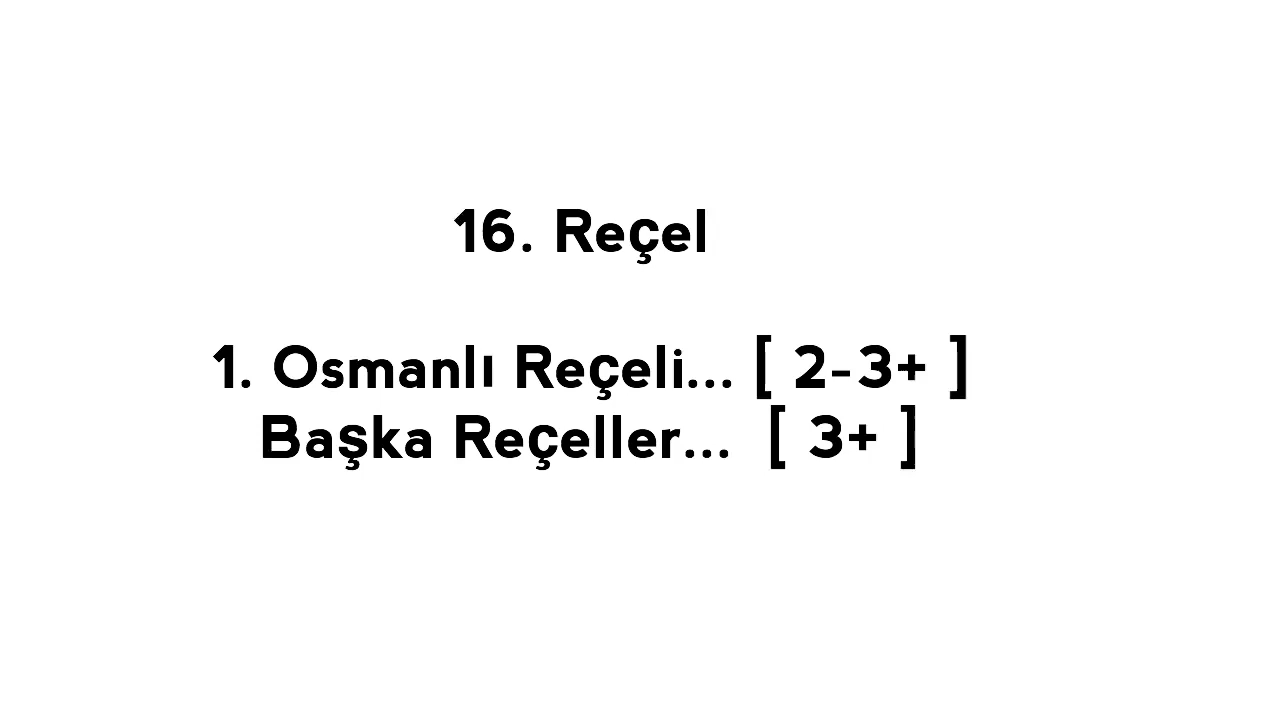 16. Reçel
1. Osmanlı Reçeli... [ 2-3+ ]
Başka Reçeller... [ 3+ ]